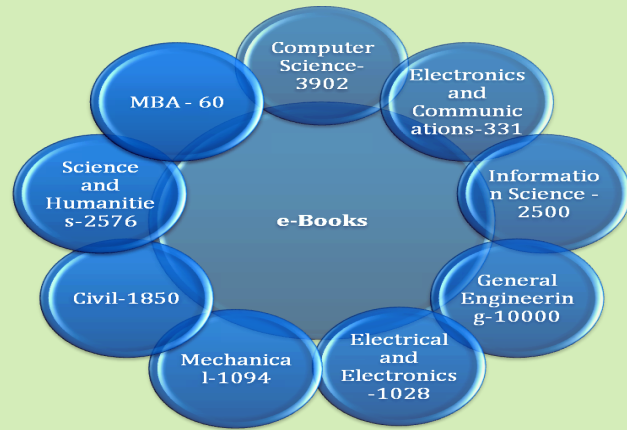 Computer
Science-
3902
Electronics
and
Communic
ations-331
Informatio
n Science -
2500
General
Engineerin
g-10000
Electrical
and
Electronics
-1028
Mechanica
l-1094
Civil-1850
Science
and
Humanitie
s-2576
MBA - 60
e-Books